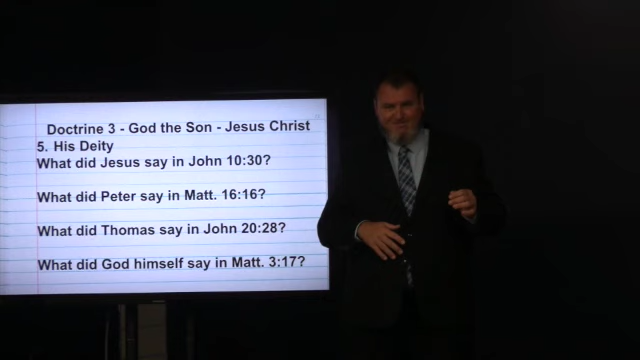 Doctrine 3 - God the Son - Jesus Christ
5. His Deity
What did Jesus say in John 10:30?
What did Peter say in Matt. 16:16?
What did Thomas say in John 20:28?
What did God himself say in Matt. 3:17?